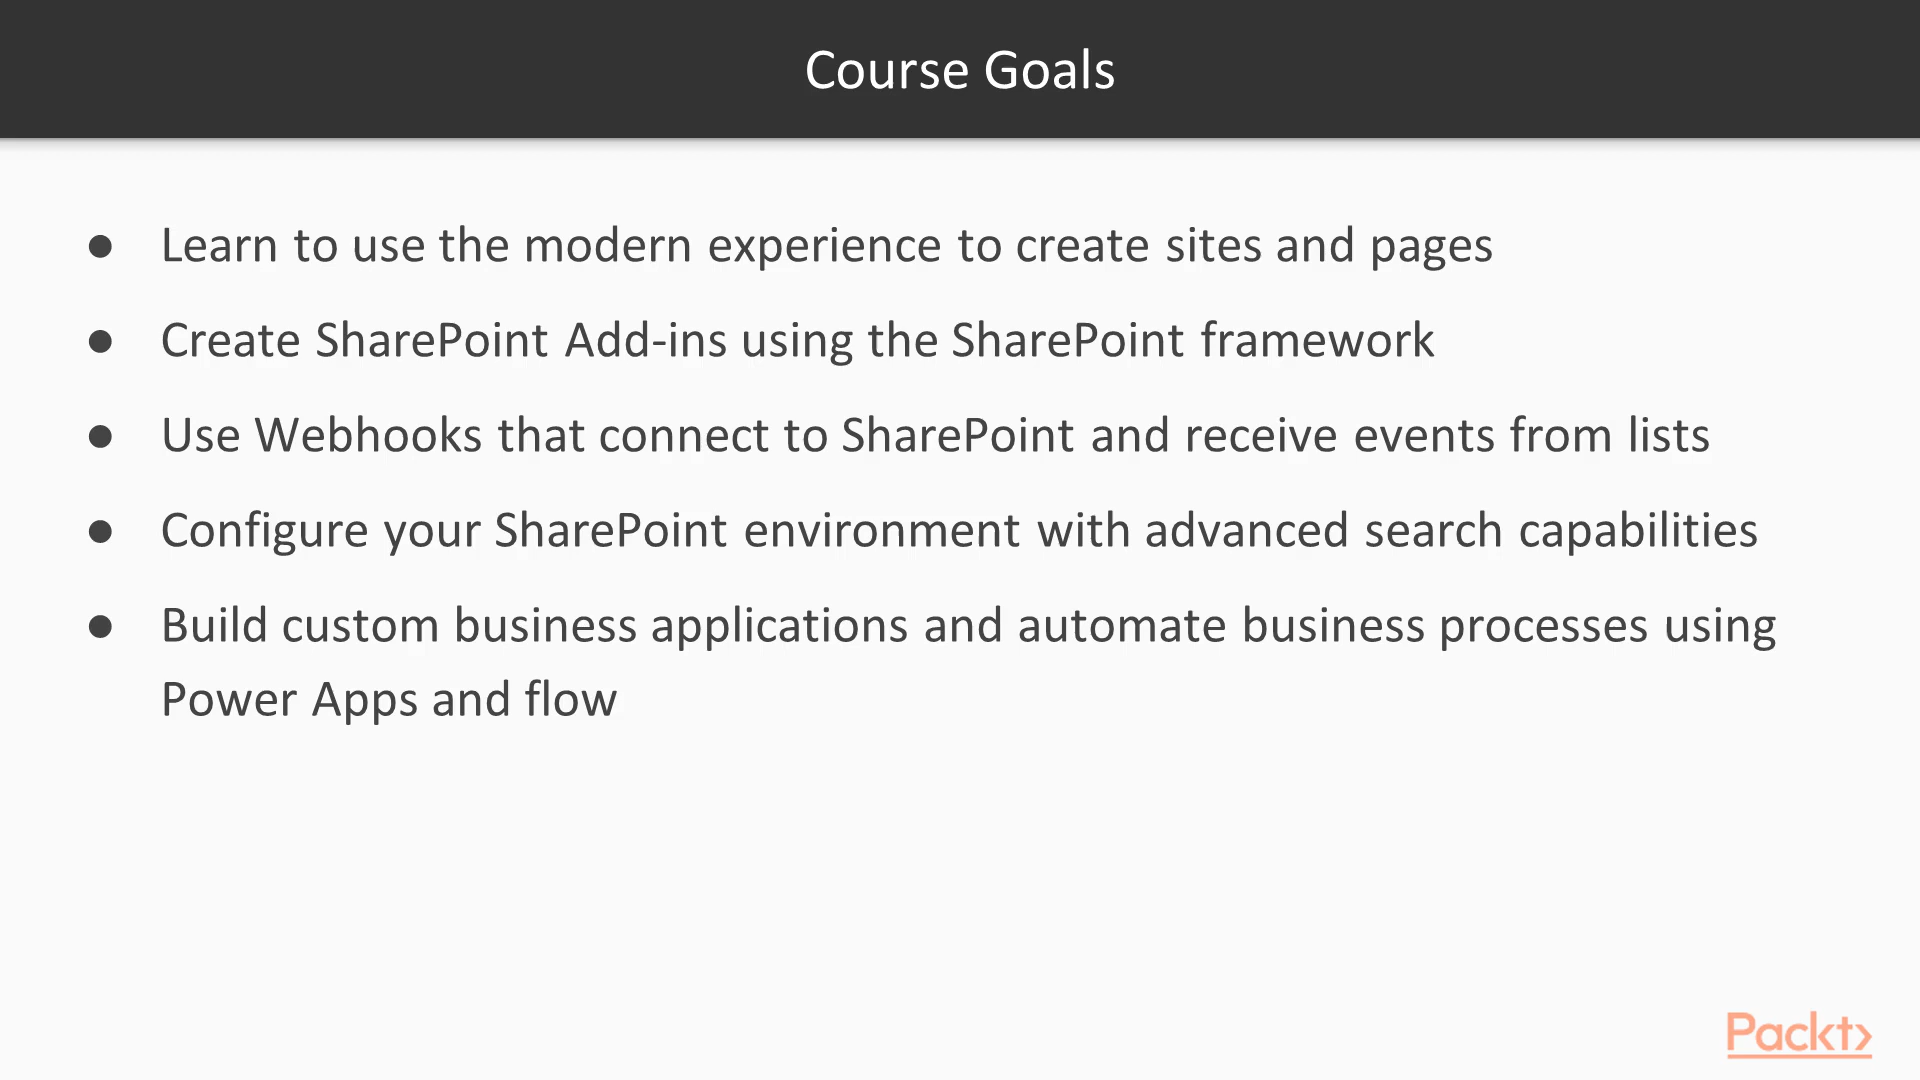 Course Goals
● Learn to use the modern experience to create sites and pages
● Create SharePoint Add-ins using the SharePoint framework
● Use Webhooks that connect to SharePoint and receive events from lists
● Configure your SharePoint environment with advanced search capabilities
● Build custom business applications and automate business processes using
Power Apps and flow
Packt>